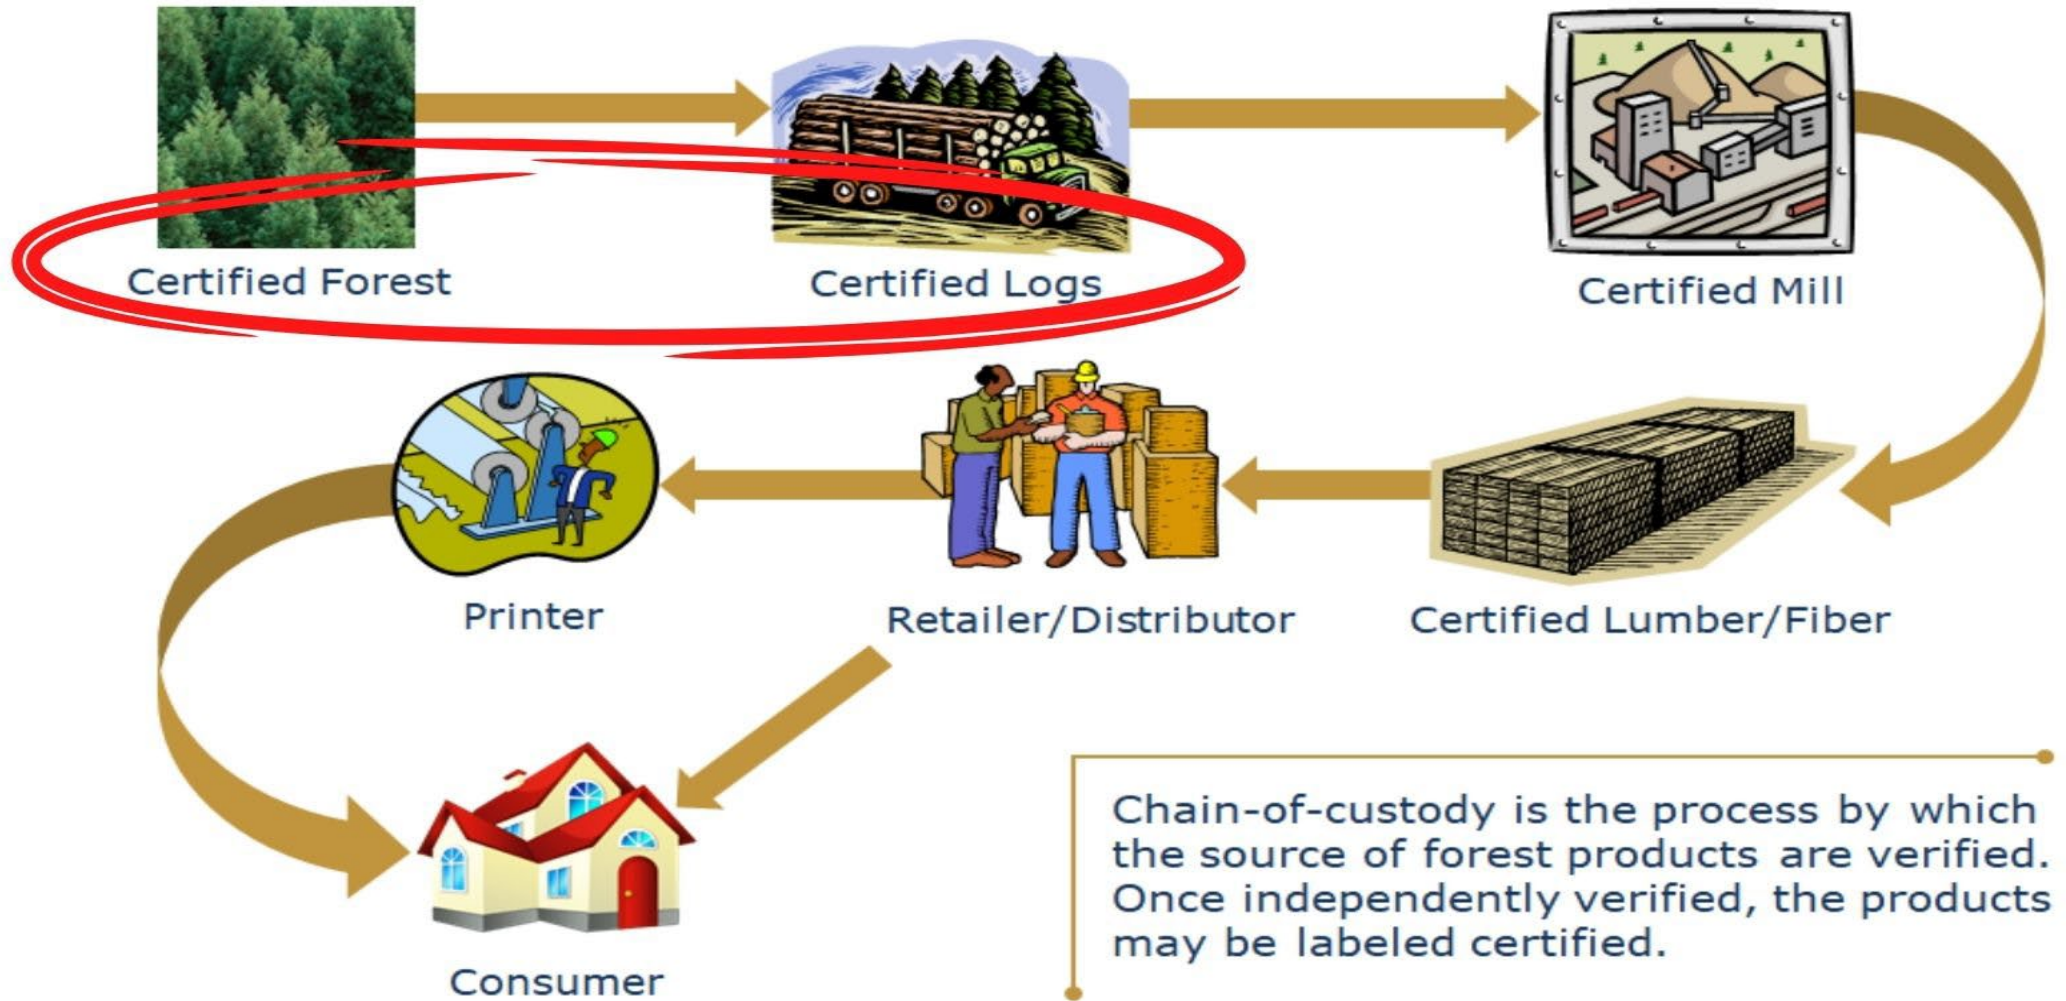 Certified Forest
Certified Logs
Certified Mill
Printer
Retailer/Distributor
Certified Lumber/Fiber
Consumer
Chain-of-custody is the process by which
the source of forest products are verified.
Once independently verified, the products
may be labeled certified.